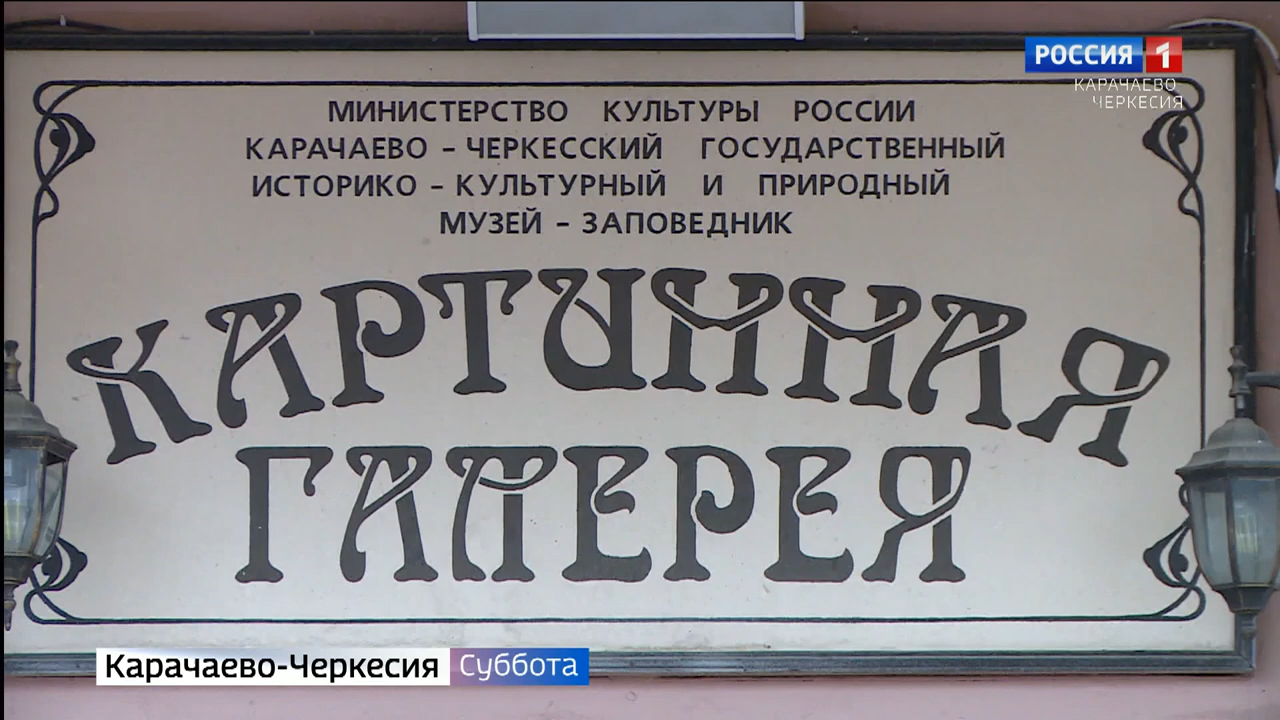 РОССИЯ 1
КАРАЧАЕВО
ЧЕРКЕСИЯ
МИНИСТЕРСТВО КУЛЬТУРЫ РОССИИ
КАРАЧАЕВО - ЧЕРКЕССКИЙ ГОСУДАРСТВЕННЫЙ
ИСТОРИКО - КУЛЬТУРНЫЙ И ПРИРОДНЫЙ
МУЗЕЙ - ЗАПОВЕДНИК
КАРТИННАЯ
ГАЛЕРЕЯ
Карачаево-Черкесия Суббота